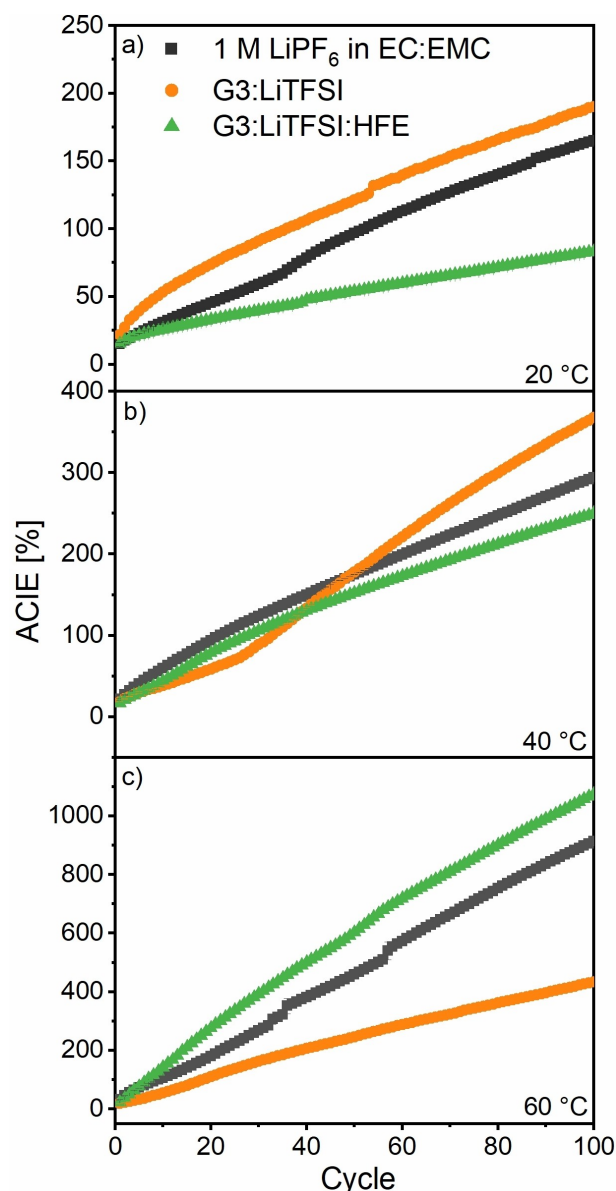 250
a)
1 M LiPF₆ in EC:EMC
G3:LiTFSI
G3:LiTFSI:HFE
200
150
100
50
0
20 °C
400
b)
300
200
100
0
40 °C
ACIE [%]
c)
1000
800
600
400
200
0
60 °C
0 20 40 60 80 100
Cycle